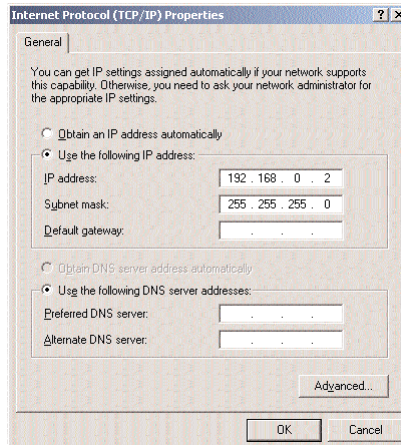 Internet Protocol (TCP/IP) Properties
General
You can get IP settings assigned automatically if your network supports
this capability. Otherwise, you need to ask your network administrator for
the appropriate IP settings.
Obtain an IP address automatically
Use the following IP address:
IP address: 192 . 168 . 0 . 2
Subnet mask: 255 . 255 . 255 . 0
Default gateway: . . .
Obtain DNS server address automatically
Use the following DNS server addresses:
Preferred DNS server: . . .
Alternate DNS server: . . .
Advanced...
OK Cancel